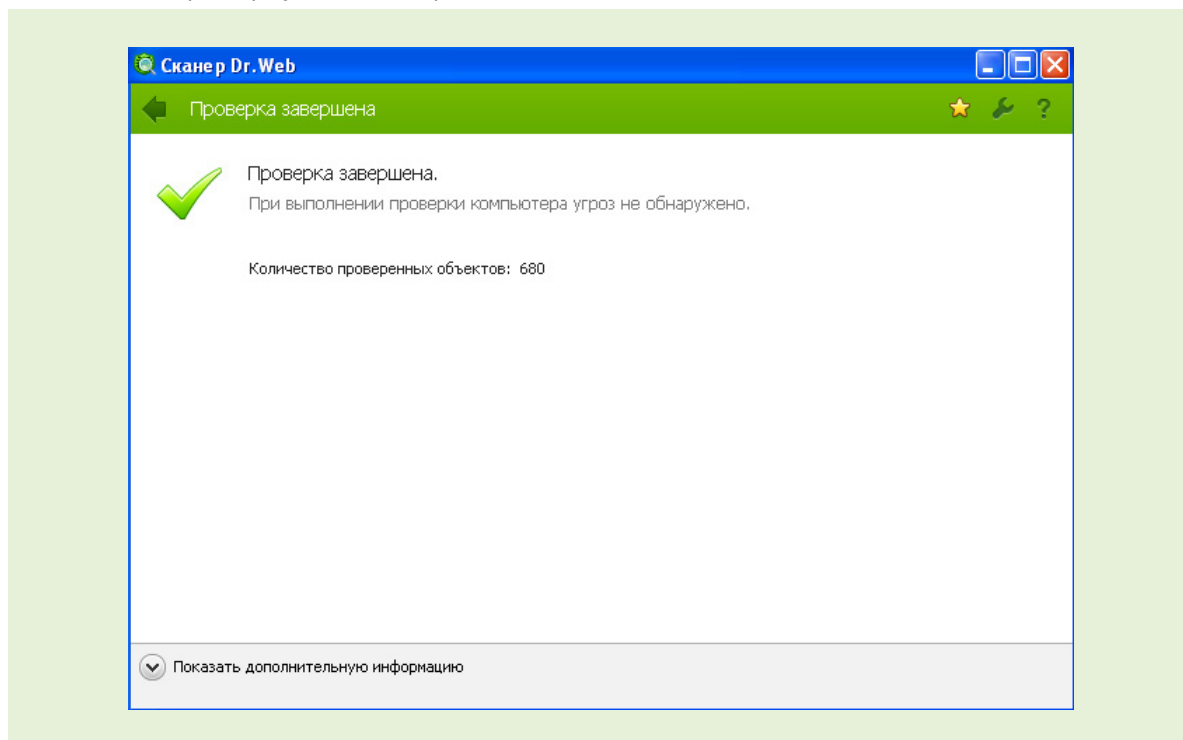 Сканер Dr.Web
Проверка завершена
?
Проверка завершена.
При выполнении проверки компьютера угроз не обнаружено.
Количество проверенных объектов: 680
Показать дополнительную информацию